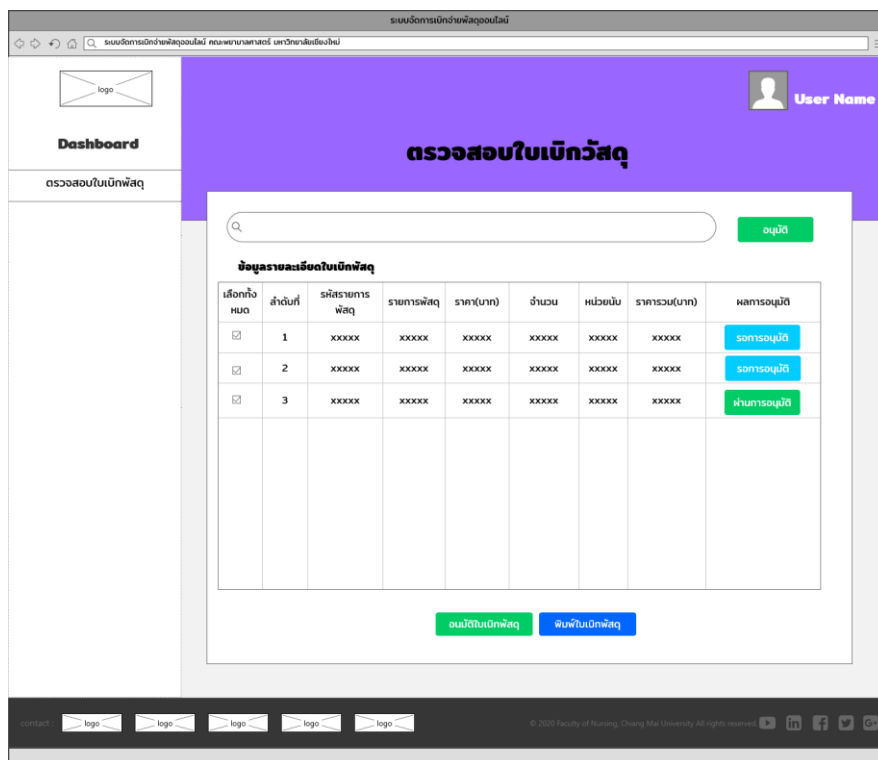 ระบบจัดการเบิกจ่ายพัสดุออนไลน์
ระบบจัดการเบิกจ่ายพัสดุออนไลน์ คณะพยาบาลศาสตร์ มหาวิทยาลัยเชียงใหม่
logo
User Name
Dashboard
ตรวจสอบใบเบิกวัสดุ
ตรวจสอบใบเบิกพัสดุ
อนุมัติ
ข้อมูลรายละเอียดใบเบิกพัสดุ
เลือกทั้งหมด ลำดับที่ รหัสรายการพัสดุ รายการพัสดุ ราคา(บาท) จำนวน หน่วยนับ ราคารวม(บาท) ผลการอนุมัติ
1 xxxxx xxxxx xxxxx xxxxx xxxxx xxxxx รอการอนุมัติ
2 xxxxx xxxxx xxxxx xxxxx xxxxx xxxxx รอการอนุมัติ
3 xxxxx xxxxx xxxxx xxxxx xxxxx xxxxx ผ่านการอนุมัติ
อนมัติใบเบิกพัสดุ พิมพ์ใบเบิกพัสดุ
contact : logo logo logo logo logo © 2020 Faculty of Nursing, Chiang Mai University All rights reserved